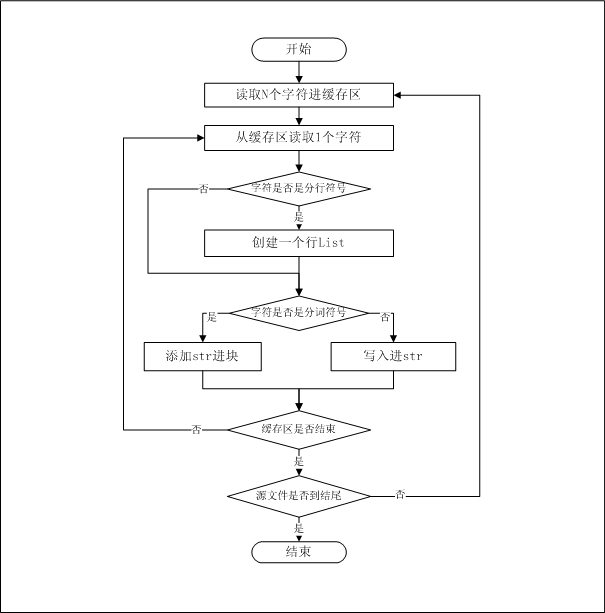 开始
读取N个字符进缓存区
从缓存区读取1个字符
字符是否是分行符号
否
是
创建一个行List
字符是否是分词符号
是
否
添加str进块
写入进str
缓存区是否结束
否
是
源文件是否到结尾
否
是
结束